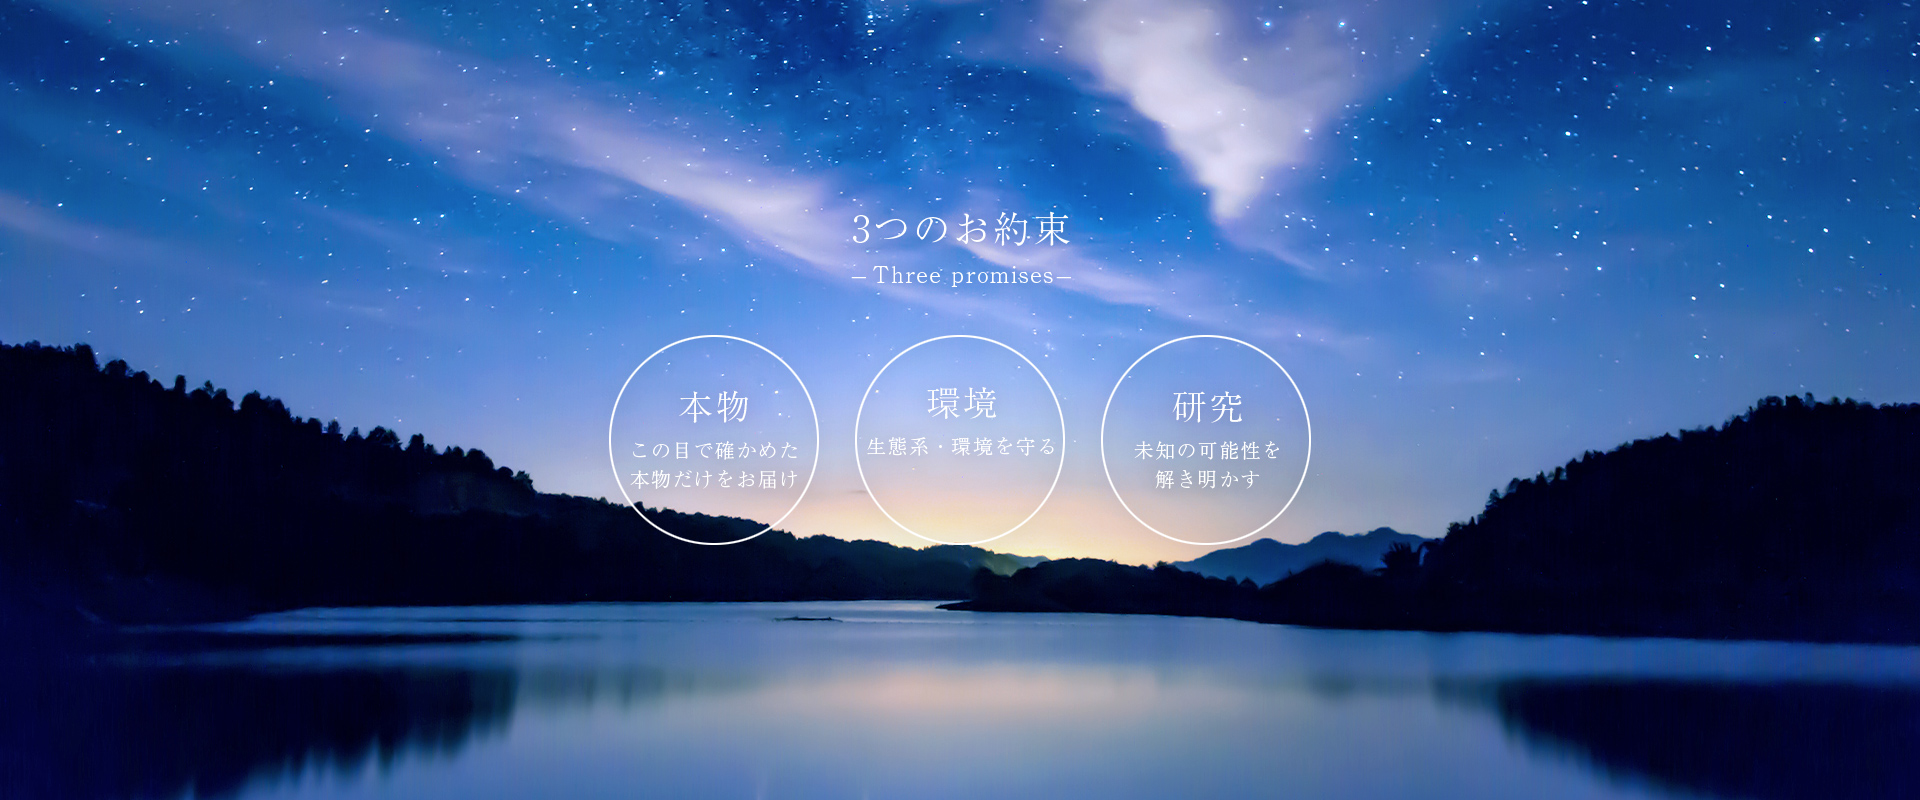 3つのお約束
– Three promises–
本物
この目で確かめた
本物だけをお届け
環境
生態系・環境を守る
研究
未知の可能性を
解き明かす